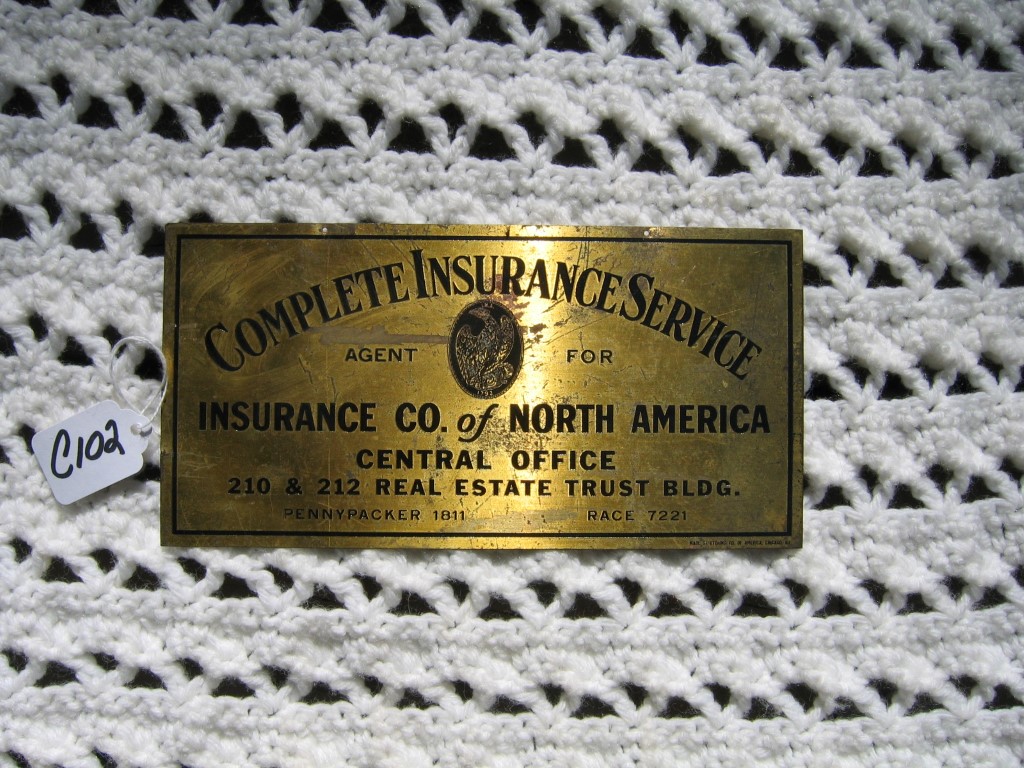 COMPLETE INSURANCE SERVICE
AGENT FOR
INSURANCE CO. of NORTH AMERICA
CENTRAL OFFICE
210 & 212 REAL ESTATE TRUST BLDG.
PENNYPACKER 1811 RACE 7221
C102